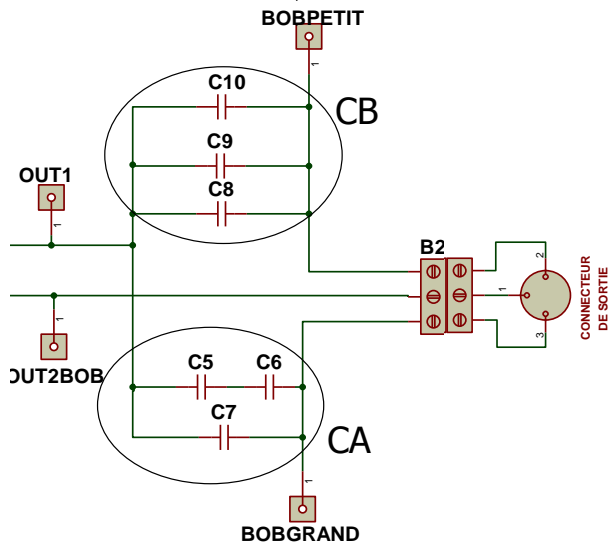 BOBPETIT
1
C10
CB
C9
OUT1
C8
1
B2
2
1
CONNECTEUR
DE SORTIE
3
1
OUT2BOB
C5
C6
C7
CA
1
BOBGRAND